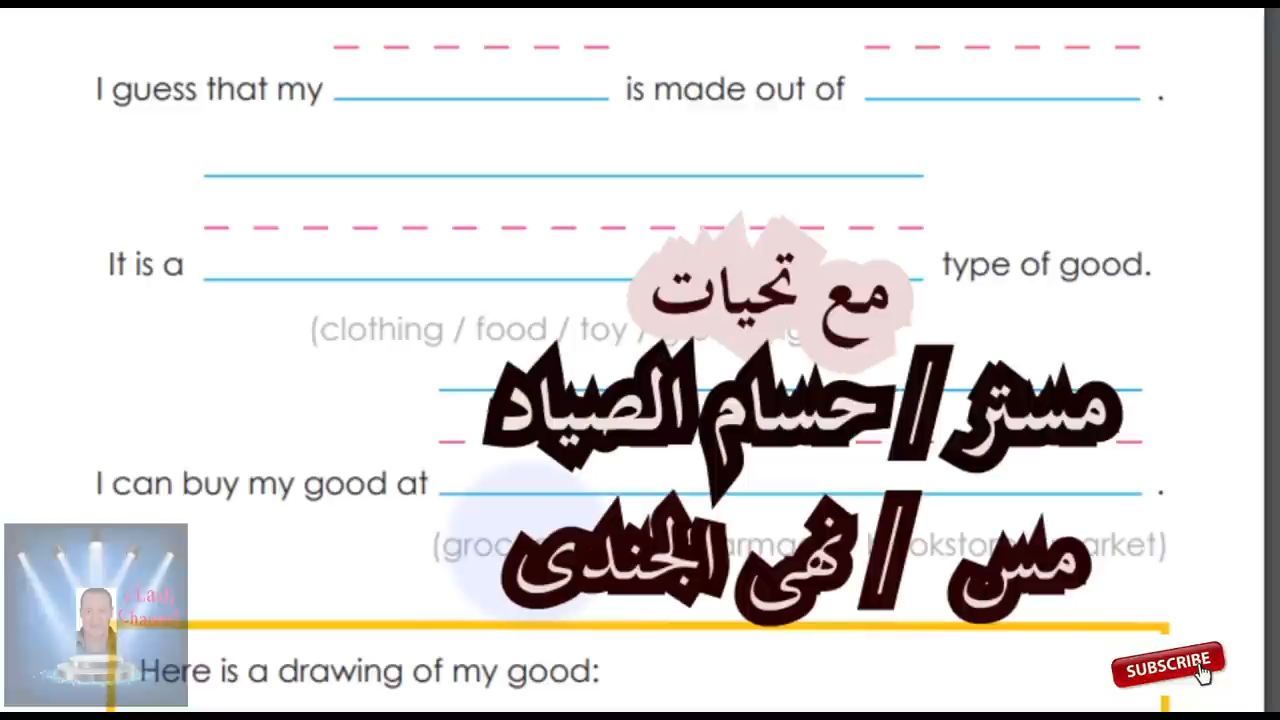 I guess that my is made out of .
It is a type of good.
مع تحيات
(clothing / food / toy /
مستر / حسام الصياد
I can buy my good at .
مس / نهى الجندى
Here is a drawing of my good:
SUBSCRIBE